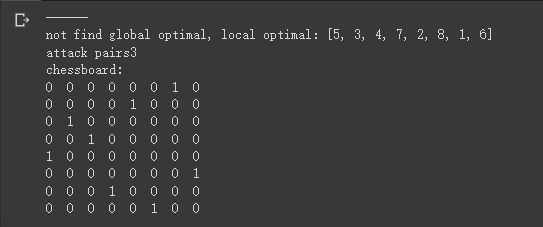 not find global optimal, local optimal: [5, 3, 4, 7, 2, 8, 1, 6]
attack pairs3
chessboard:
0 0 0 0 0 0 1 0
0 0 0 0 1 0 0 0
0 1 0 0 0 0 0 0
0 0 1 0 0 0 0 0
1 0 0 0 0 0 0 0
0 0 0 0 0 0 0 1
0 0 0 1 0 0 0 0
0 0 0 0 0 1 0 0